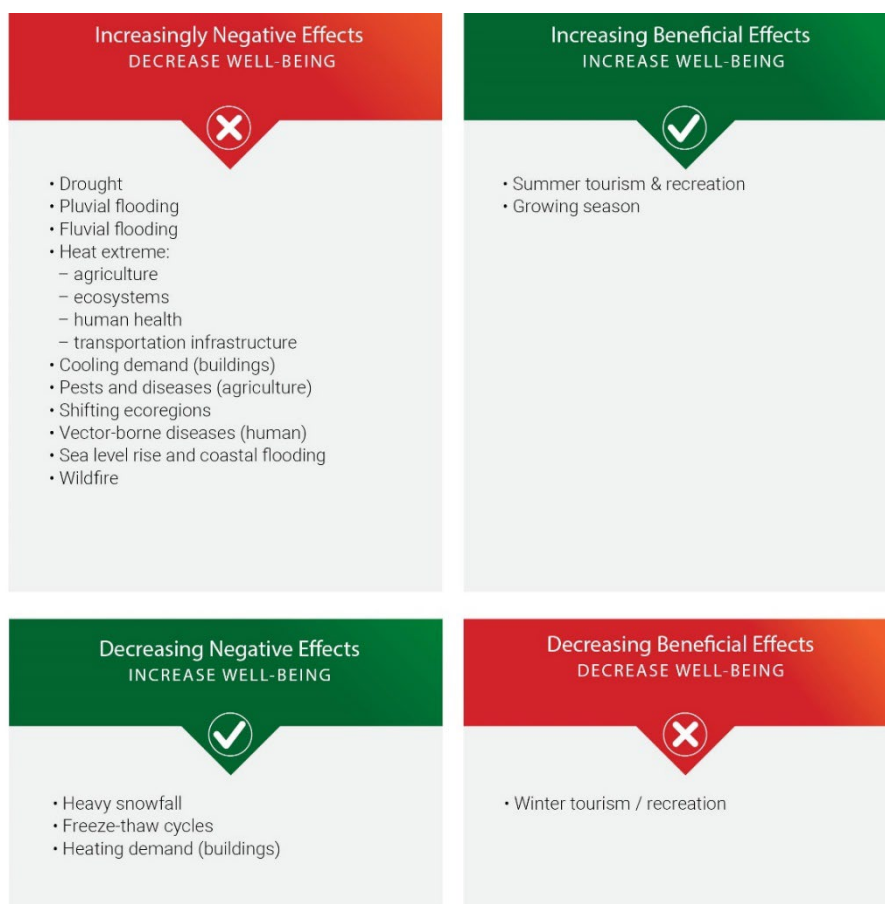 Increasingly Negative Effects
DECREASE WELL-BEING
• Drought
• Pluvial flooding
• Fluvial flooding
• Heat extreme:
– agriculture
– ecosystems
– human health
– transportation infrastructure
• Cooling demand (buildings)
• Pests and diseases (agriculture)
• Shifting ecoregions
• Vector-borne diseases (human)
• Sea level rise and coastal flooding
• Wildfire
Increasing Beneficial Effects
INCREASE WELL-BEING
• Summer tourism & recreation
• Growing season
Decreasing Negative Effects
INCREASE WELL-BEING
• Heavy snowfall
• Freeze-thaw cycles
• Heating demand (buildings)
Decreasing Beneficial Effects
DECREASE WELL-BEING
• Winter tourism / recreation